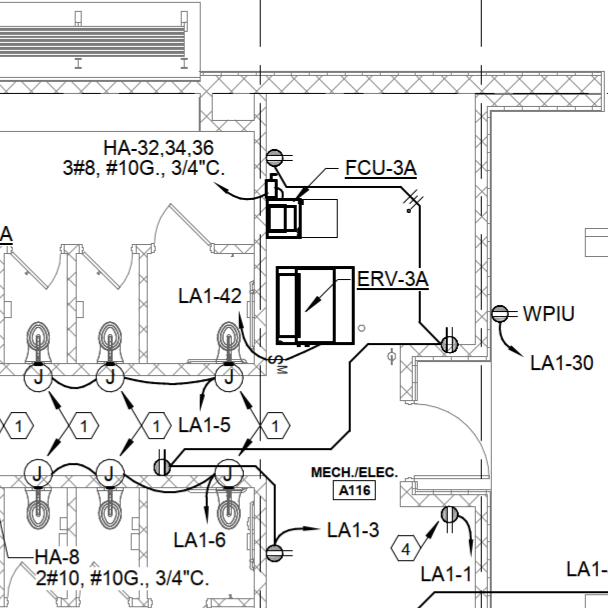 HA-32,34,36
3#8, #10G., 3/4"C.
FCU-3A
A
ERV-3A
LA1-42
WPIU
LA1-30
S
M
J
J
J
1
1
1
LA1-5
J
J
J
MECH./ELEC.
A116
LA1-3
LA1-6
4
HA-8
2#10, #10G., 3/4"C.
LA1-1
LA1-